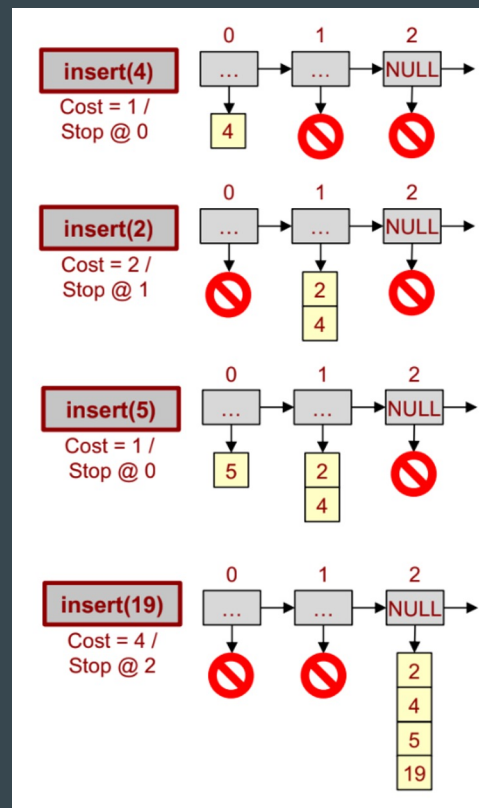 0 1 2
insert(4)
... ... NULL
Cost = 1 /
Stop @ 0
4
0 1 2
insert(2)
... ... NULL
Cost = 2 /
Stop @ 1
2
4
0 1 2
insert(5)
... ... NULL
Cost = 1 /
Stop @ 0
5 2
4
0 1 2
insert(19)
... ... NULL
Cost = 4 /
Stop @ 2
2
4
5
19